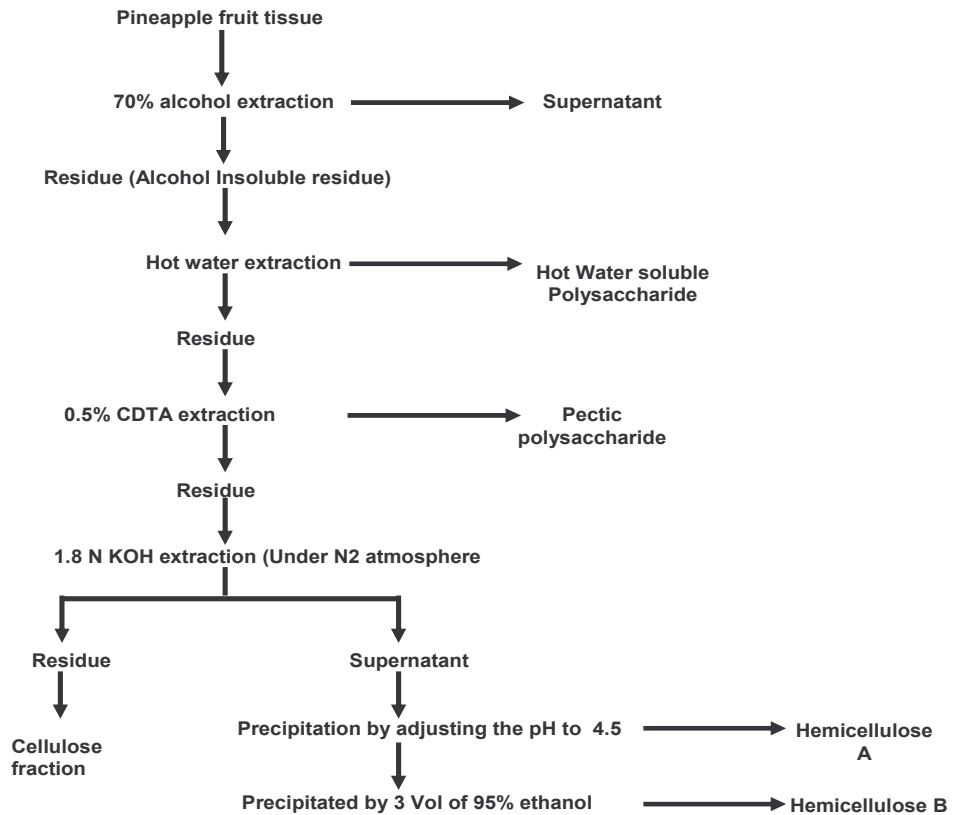 Pineapple fruit tissue
70% alcohol extraction
Supernatant
Residue (Alcohol Insoluble residue)
Hot water extraction
Hot Water soluble
Polysaccharide
Residue
0.5% CDTA extraction
Pectic
polysaccharide
Residue
1.8 N KOH extraction (Under N2 atmosphere
Residue
Supernatant
Cellulose
fraction
Precipitation by adjusting the pH to 4.5
Hemicellulose
A
Precipitated by 3 Vol of 95% ethanol
Hemicellulose B